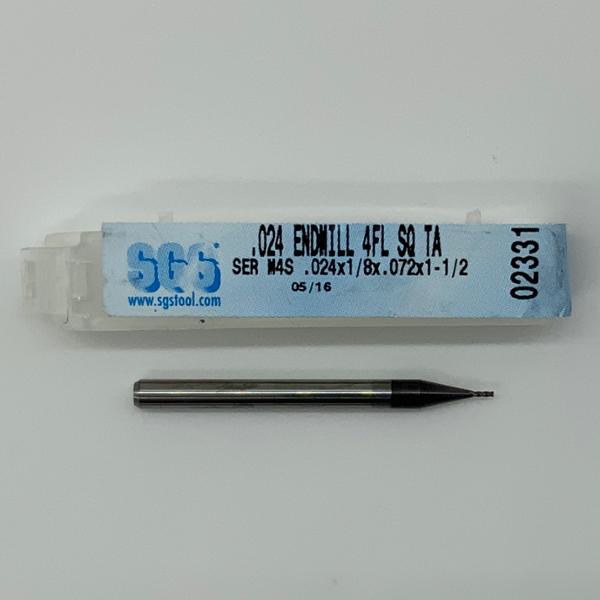 SGS
www.sgstool.com
.024 ENDMILL 4FL SQ TA
SER M4S .024x1/8x.072x1-1/2
05/16
02331